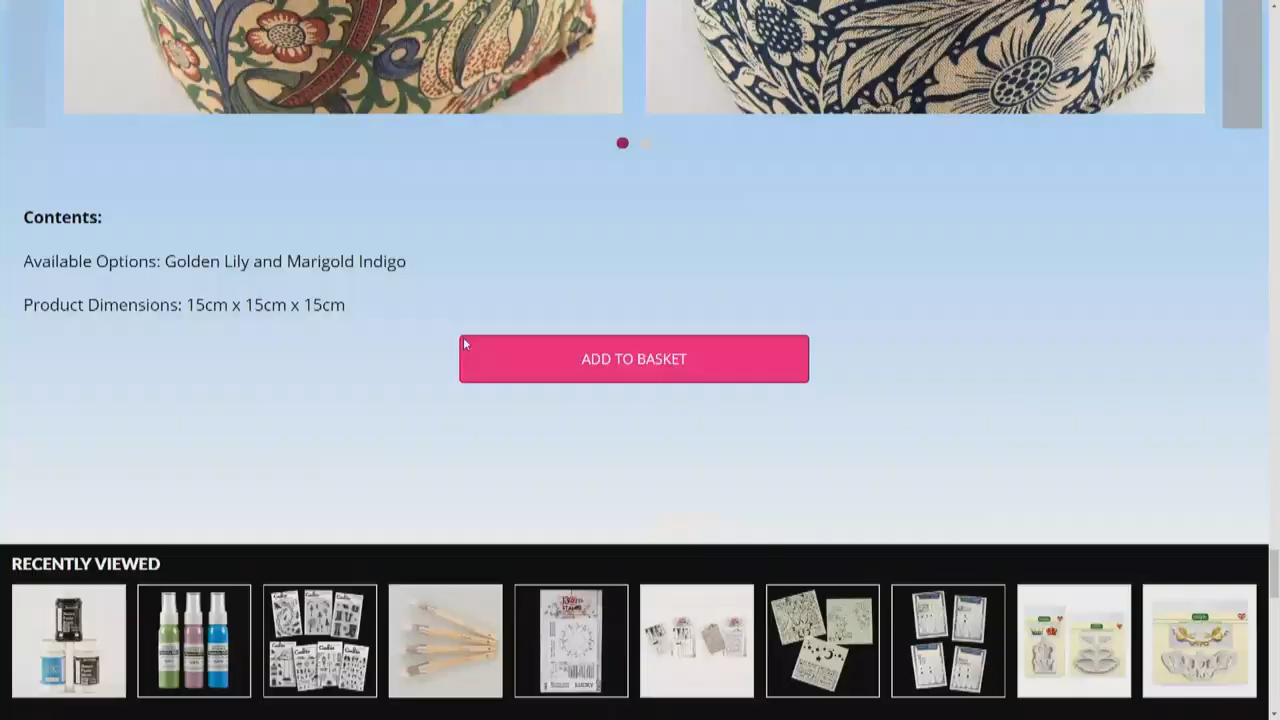 Contents:
Available Options: Golden Lily and Marigold Indigo
Product Dimensions: 15cm x 15cm x 15cm
ADD TO BASKET
RECENTLY VIEWED